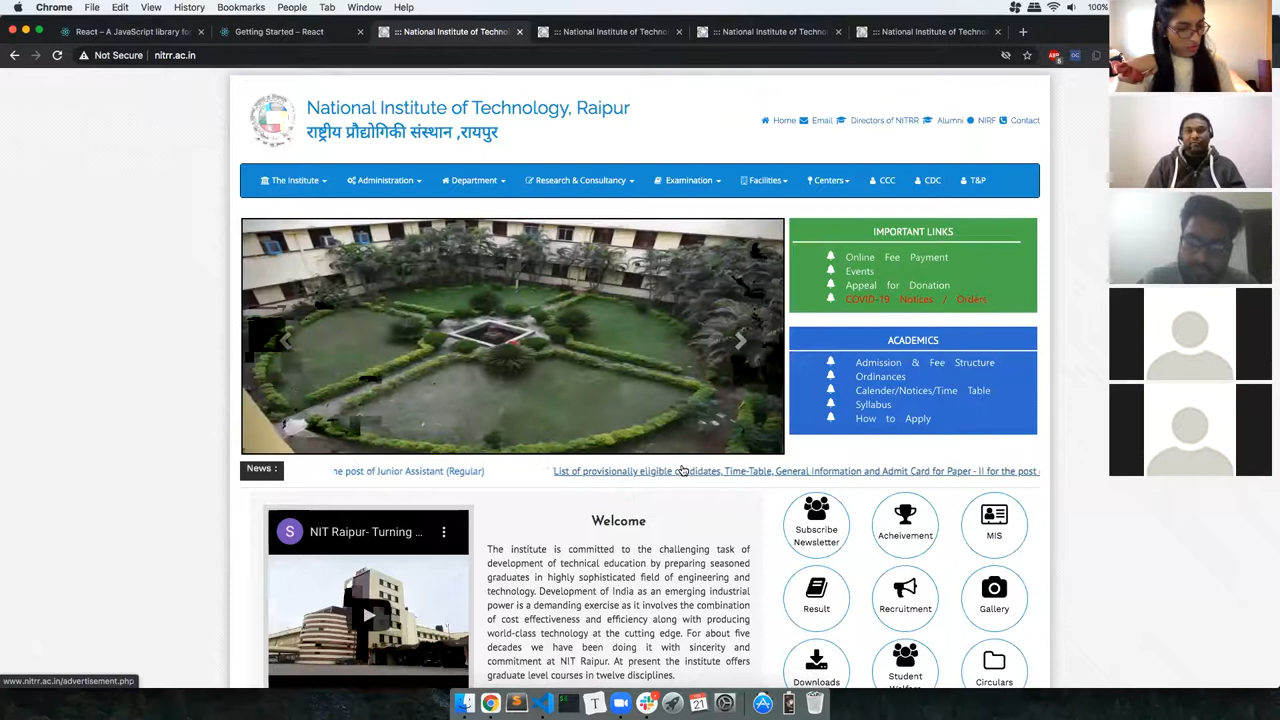 Chrome File Edit View History Bookmarks People Tab Window Help 100%
React – A JavaScript library for
Getting Started – React
::: National Institute of Technol
::: National Institute of Techno
::: National Institute of Techno
::: National Institute of Techno
Not Secure nitrr.ac.in
National Institute of Technology, Raipur
राष्ट्रीय प्रौद्योगिकी संस्थान ,रायपुर
Home Email Directors of NITRR Alumni NIRF Contact
The Institute Administration Department Research & Consultancy Examination Facilities Centers CCC CDC T&P
IMPORTANT LINKS
Online Fee Payment
Events
Appeal for Donation
COVID-19 Notices / Orders
ACADEMICS
Admission & Fee Structure
Ordinances
Calender/Notices/Time Table
Syllabus
How to Apply
News :
ne post of Junior Assistant (Regular)
List of provisionally eligible candidates, Time-Table, General Information and Admit Card for Paper - II for the post
S NIT Raipur- Turning ...
Welcome
The institute is committed to the challenging task of
development of technical education by preparing seasoned
graduates in highly sophisticated field of engineering and
technology. Development of India as an emerging industrial
power is a demanding exercise as it involves the combination
of cost effectiveness and efficiency along with producing
world-class technology at the cutting edge. For about five
decades we have been doing it with sincerity and
commitment at NIT Raipur. At present the institute offers
graduate level courses in twelve disciplines.
Subscribe
Newsletter
Acheivement
MIS
Result
Recruitment
Gallery
Downloads
Student
Circulars
www.nitrr.ac.in/advertisement.php
21